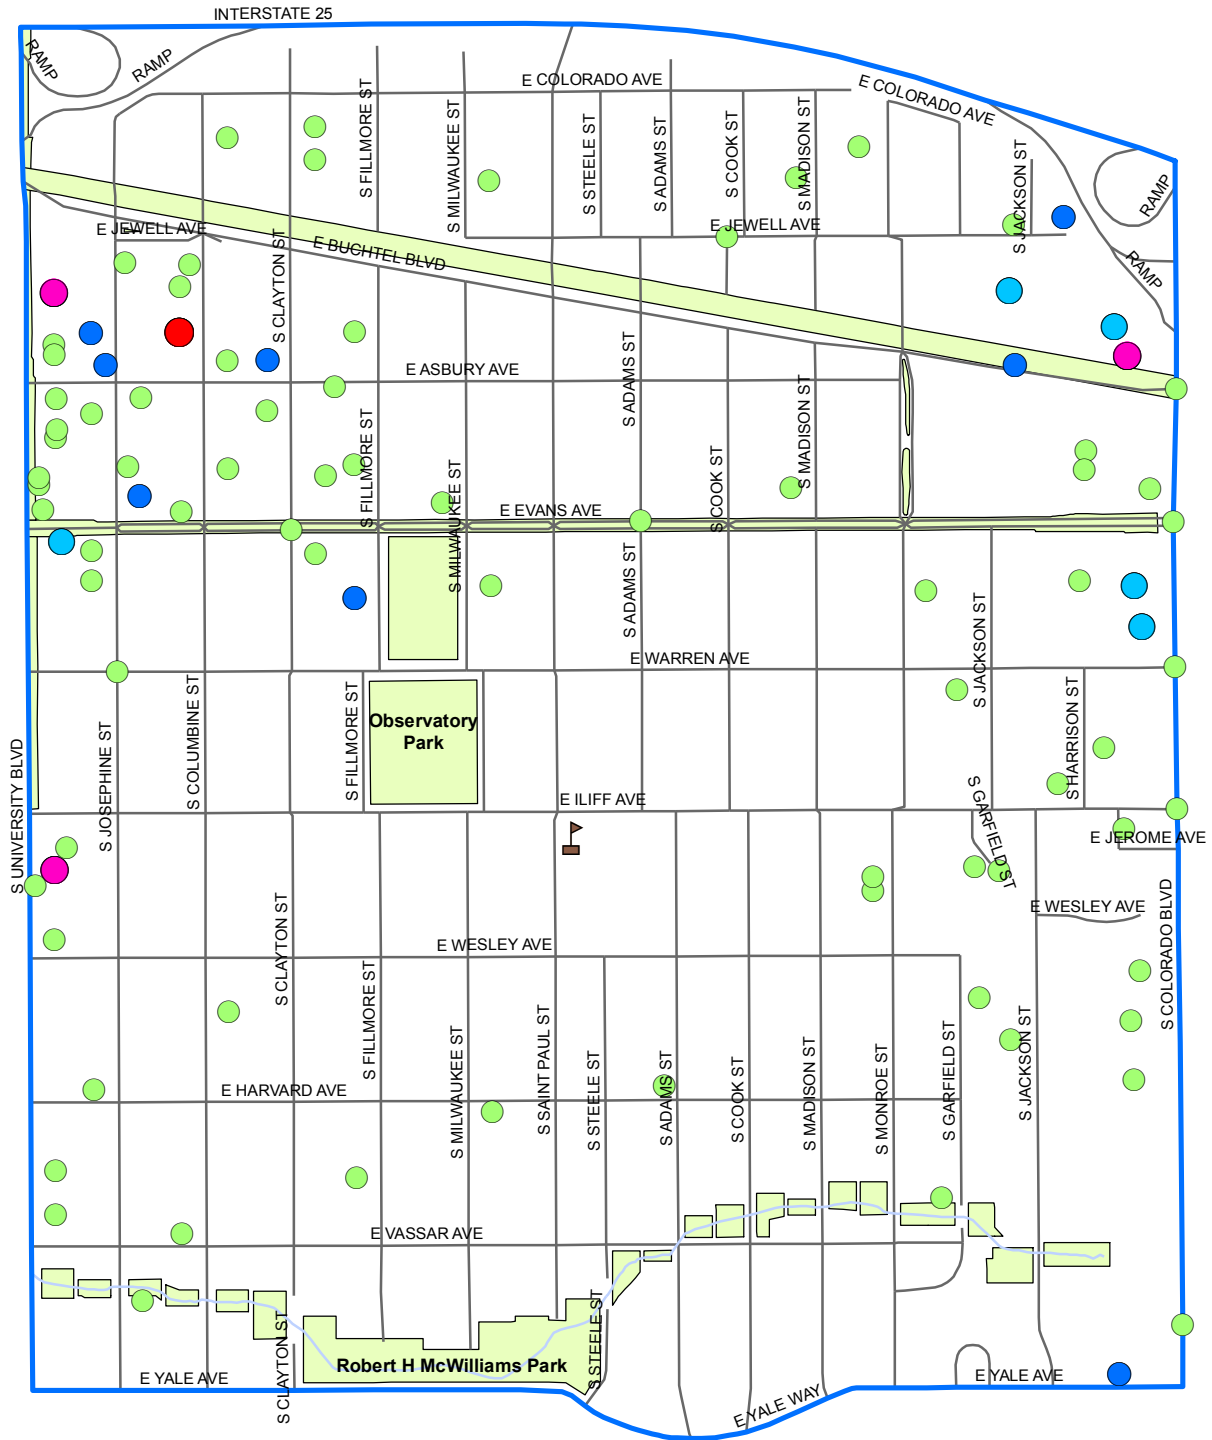 INTERSTATE 25
RAMP
RAMP
E COLORADO AVE
E COLORADO AVE
S FILLMORE ST
S MILWAUKEE ST
S STEELE ST
S ADAMS ST
S COOK ST
S MADISON ST
S JACKSON ST
RAMP
E JEWELL AVE
E JEWELL AVE
S CLAYTON ST
E BUCHTEL BLVD
RAMP
S ADAMS ST
E ASBURY AVE
S MADISON ST
S FILLMORE ST
S MILWAUKEE ST
S COOK ST
E EVANS AVE
S ADAMS ST
S JACKSON ST
E WARREN AVE
S COLUMBINE ST
S FILLMORE ST
S HARRISON ST
Observatory
Park
S UNIVERSITY BLVD
S JOSEPHINE ST
E ILIFF AVE
S GARFIELD ST
E JEROME AVE
S CLAYTON ST
E WESLEY AVE
S COLORADO BLVD
E WESLEY AVE
S FILLMORE ST
S MILWAUKEE ST
S SAINT PAUL ST
S STEELE ST
S ADAMS ST
S COOK ST
S MADISON ST
S MONROE ST
S GARFIELD ST
S JACKSON ST
E HARVARD AVE
E VASSAR AVE
S CLAYTON ST
S STEELE ST
Robert H McWilliams Park
E YALE AVE
E YALE WAY
E YALE AVE